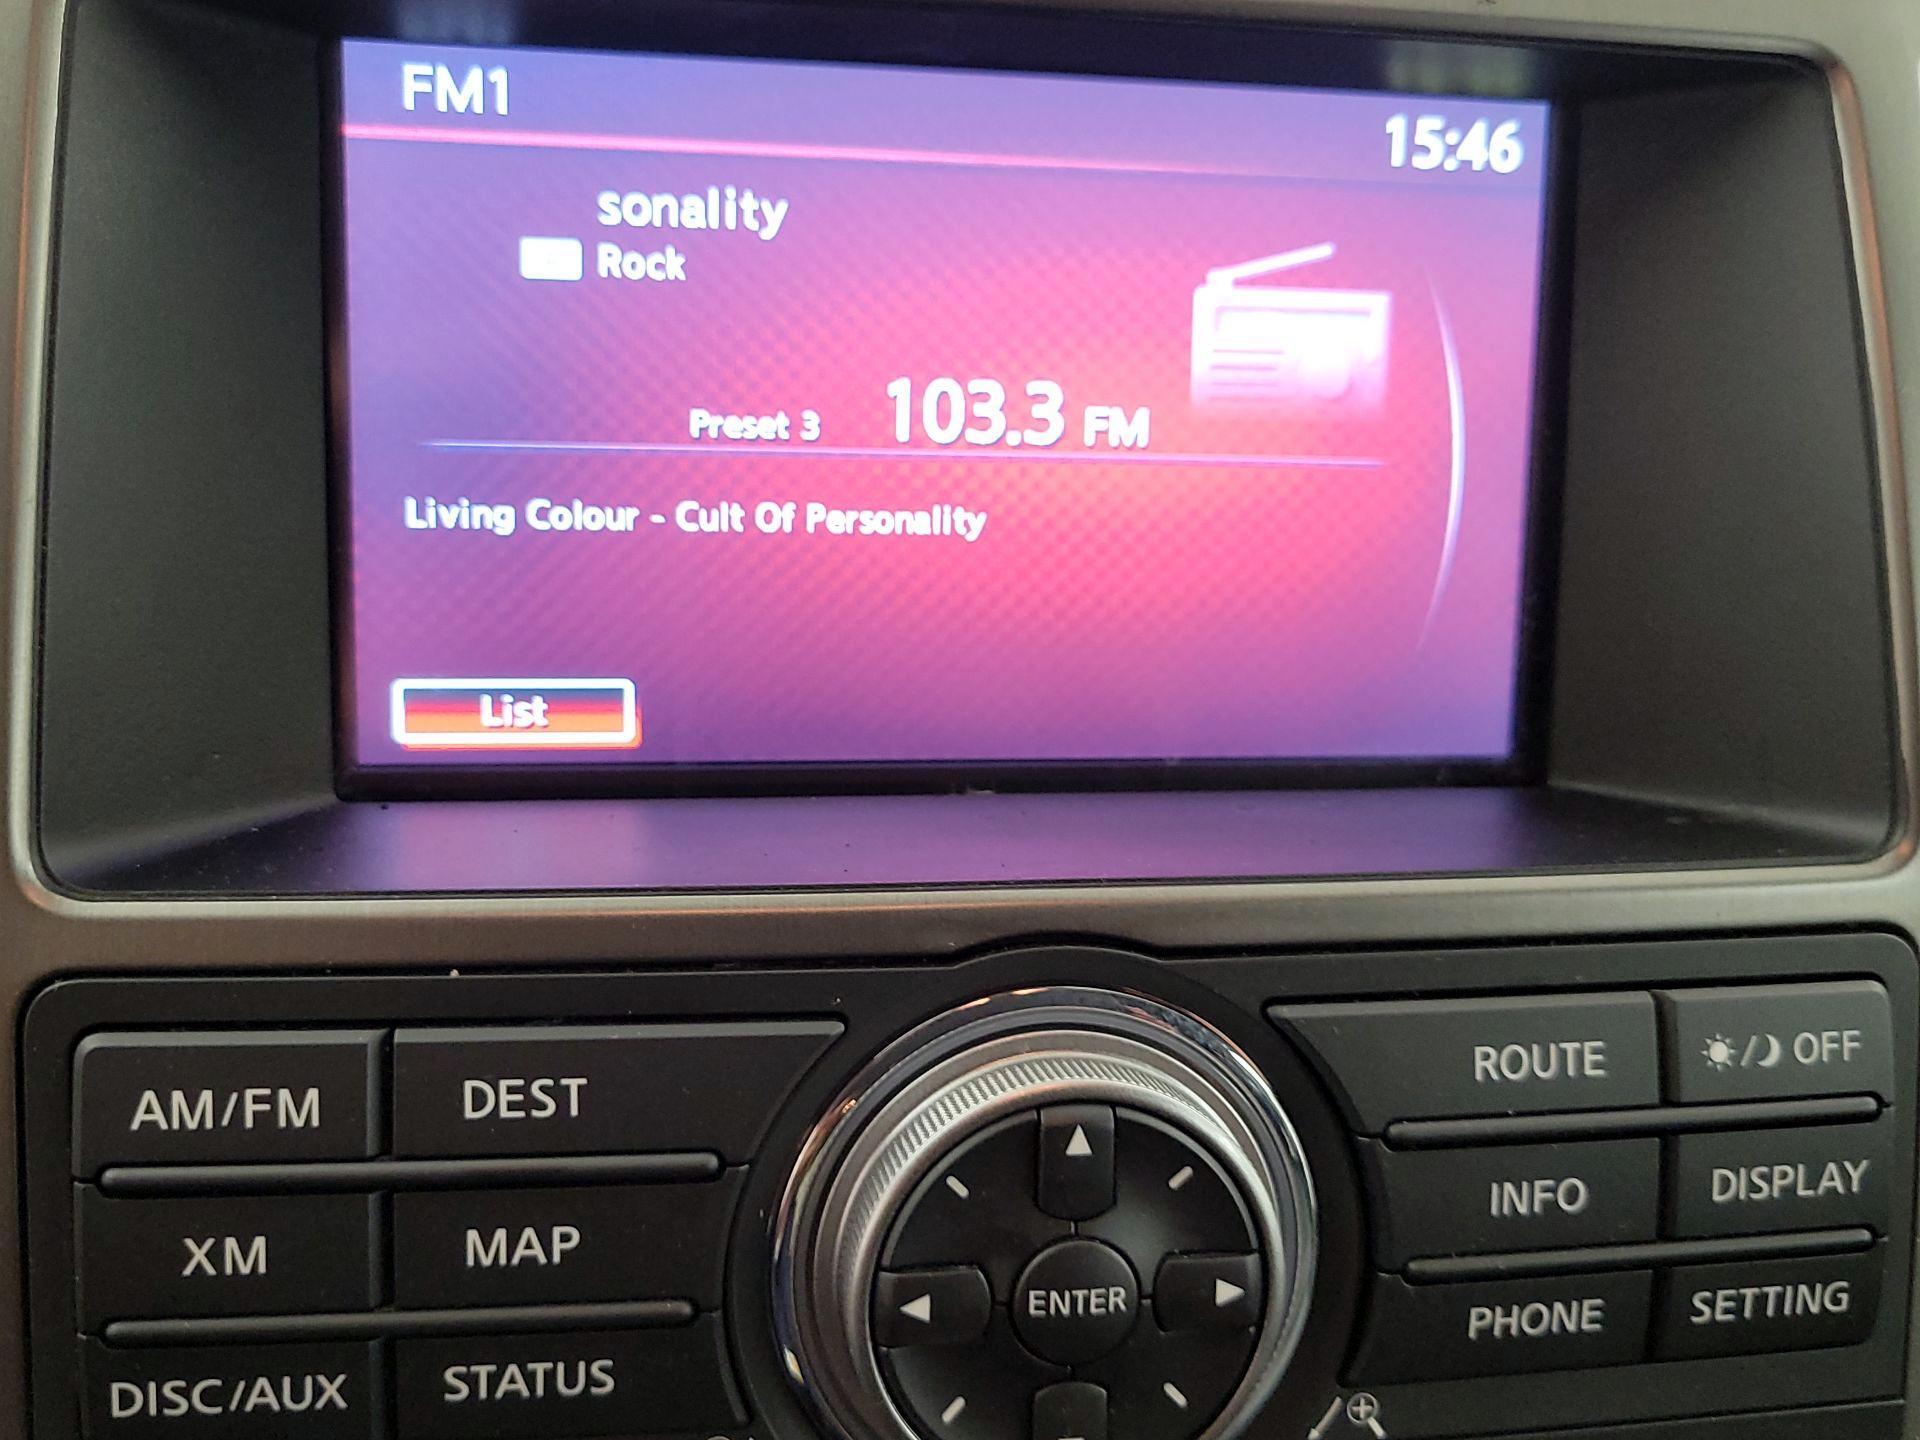 FM1
15:46
sonality
Rock
Preset 3 103.3 FM
Living Colour - Cult Of Personality
List
AM/FM
DEST
ROUTE
OFF
XM
MAP
INFO
DISPLAY
ENTER
DISC/AUX
STATUS
PHONE
SETTING